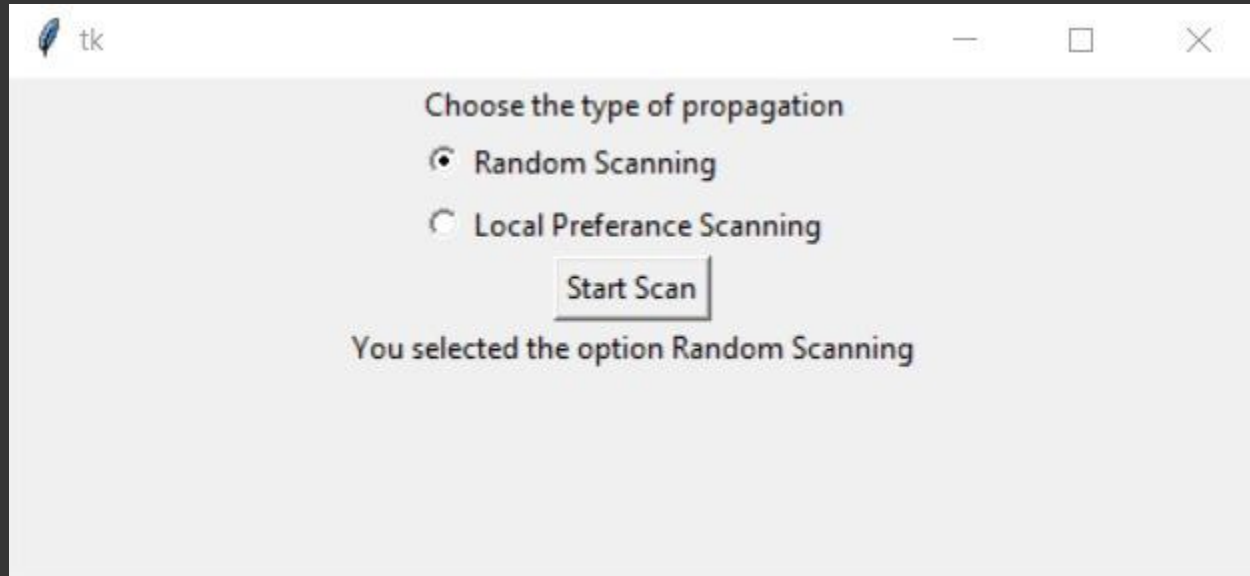 tk
Choose the type of propagation
Random Scanning
Local Preferance Scanning
Start Scan
You selected the option Random Scanning